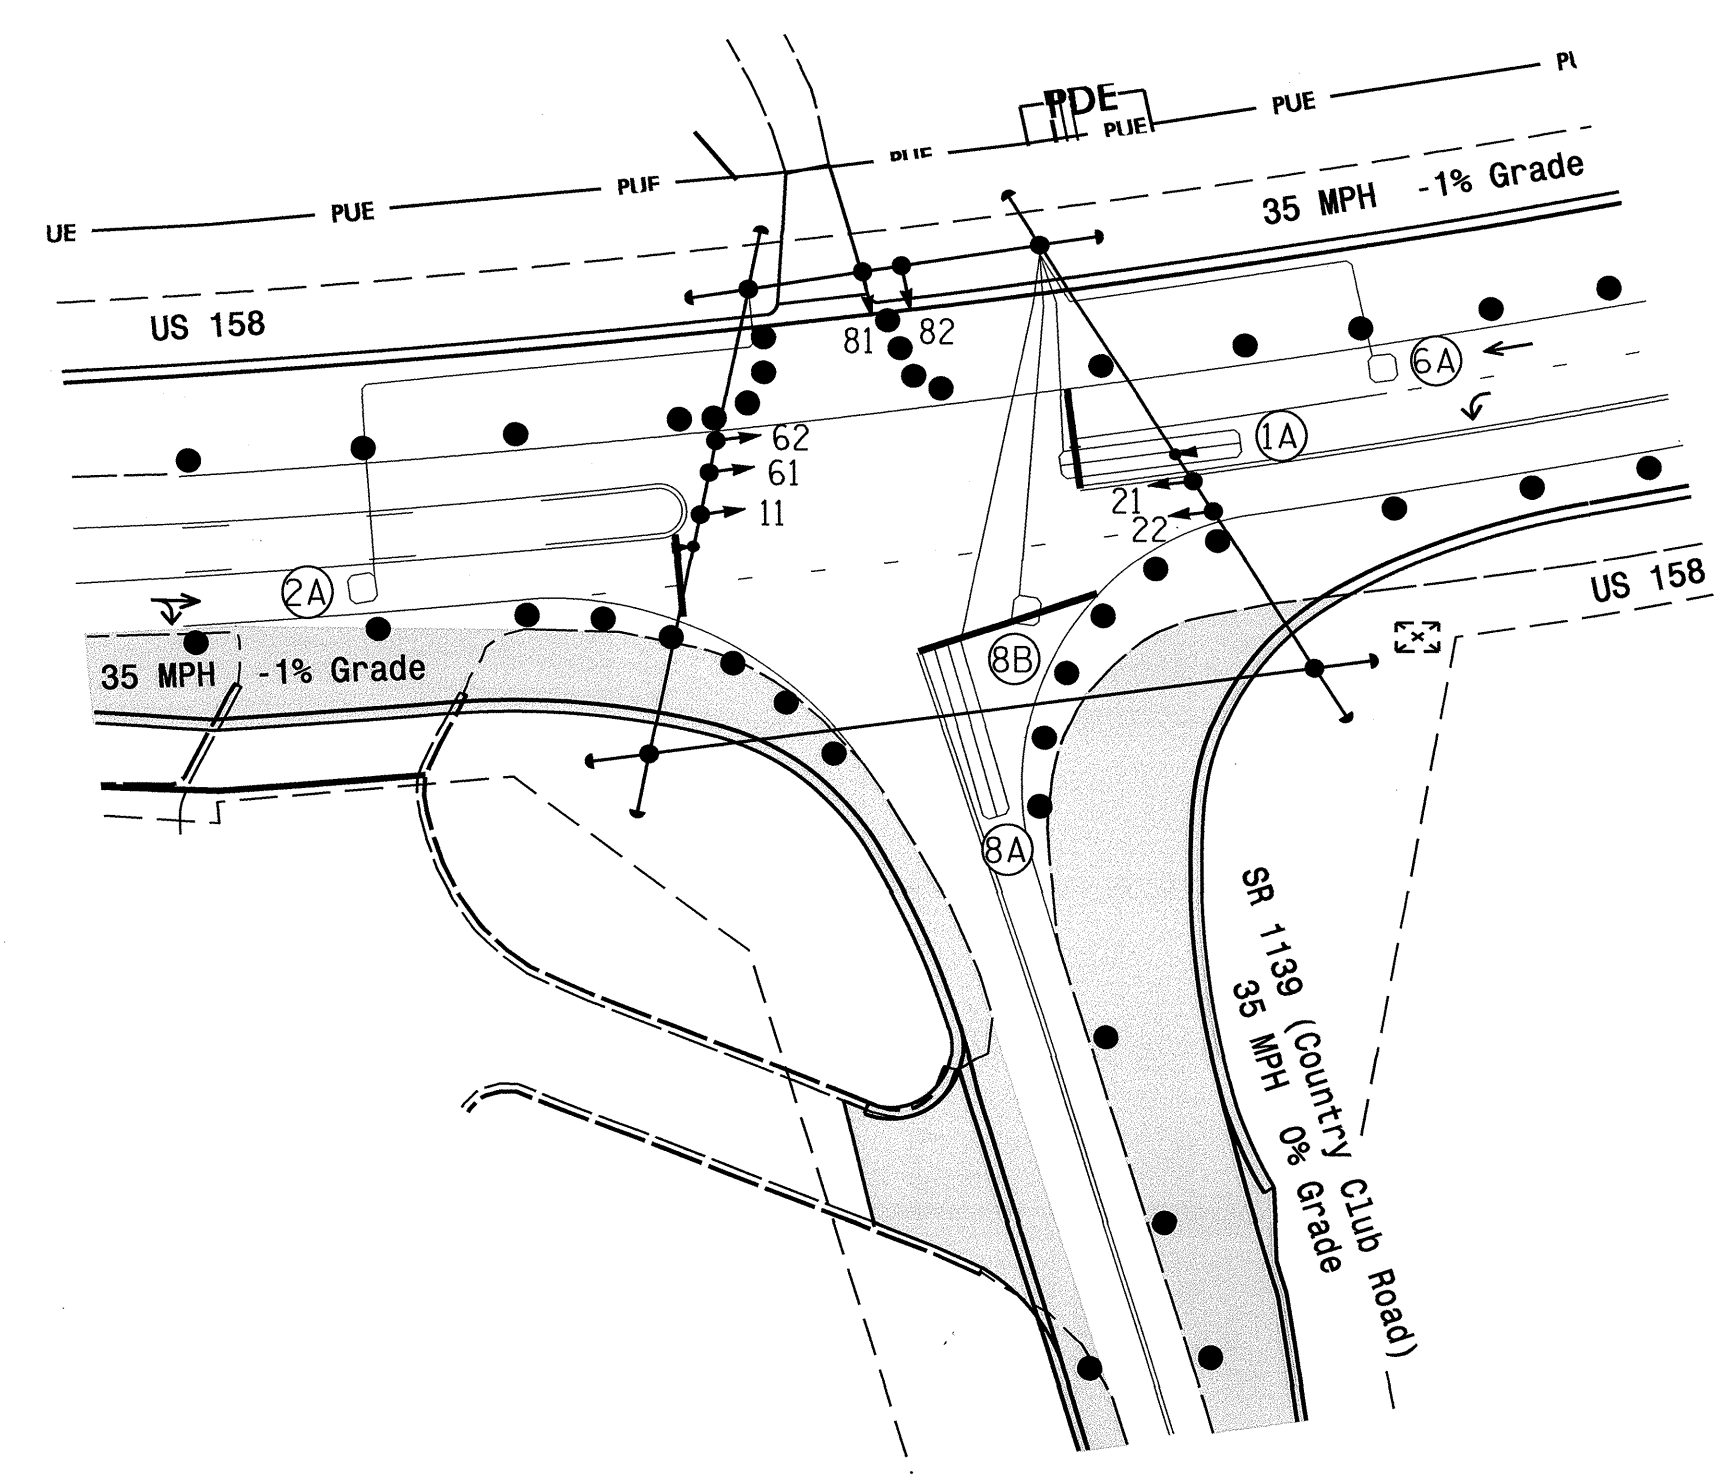 PDE
PUE
PUE
PUE
UE
35 MPH -1% Grade
US 158
81
82
6A
62
61
11
1A
21
22
2A
US 158
35 MPH -1% Grade
8B
8A
SR 1139 (Country Club Road)
35 MPH 0% Grade